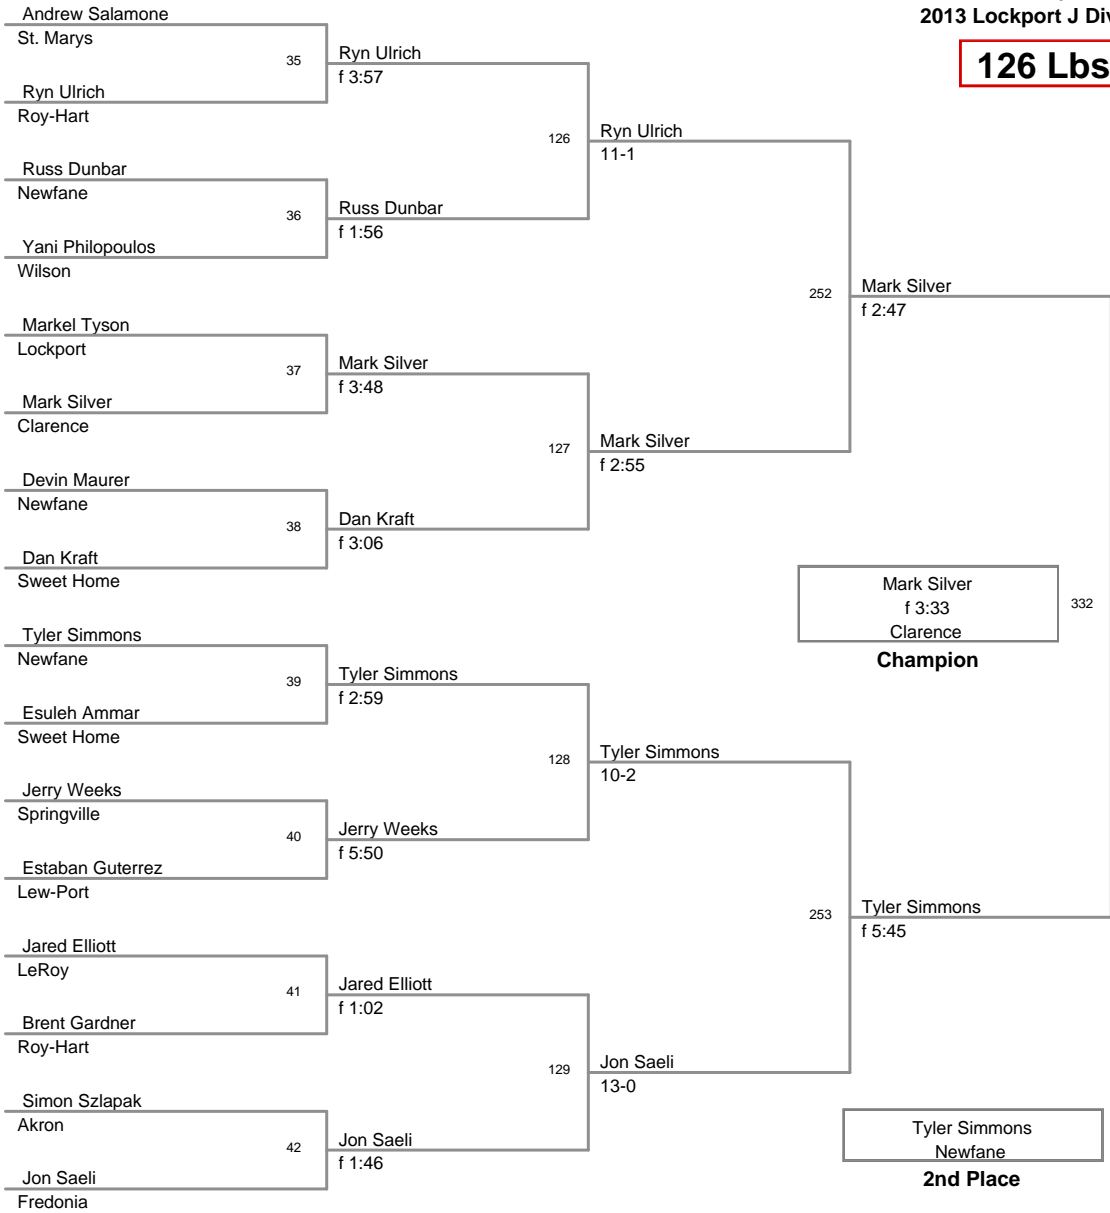 2013 Lockport J Div
126 Lbs
Andrew Salamone
St. Marys
35
Ryn Ulrich
Roy-Hart
Ryn Ulrich
f 3:57
Russ Dunbar
Newfane
36
Yani Philopoulos
Wilson
Russ Dunbar
f 1:56
126
Ryn Ulrich
11-1
Markel Tyson
Lockport
37
Mark Silver
Clarence
Mark Silver
f 3:48
Devin Maurer
Newfane
38
Dan Kraft
Sweet Home
Dan Kraft
f 3:06
127
Mark Silver
f 2:55
252
Mark Silver
f 2:47
Tyler Simmons
Newfane
39
Esuleh Ammar
Sweet Home
Tyler Simmons
f 2:59
Jerry Weeks
Springville
40
Estaban Guterrez
Lew-Port
Jerry Weeks
f 5:50
128
Tyler Simmons
10-2
Jared Elliott
LeRoy
41
Brent Gardner
Roy-Hart
Jared Elliott
f 1:02
Simon Szlapak
Akron
42
Jon Saeli
Fredonia
Jon Saeli
f 1:46
129
Jon Saeli
13-0
253
Tyler Simmons
f 5:45
Mark Silver
f 3:33
Clarence
332
Champion
Tyler Simmons
Newfane
2nd Place